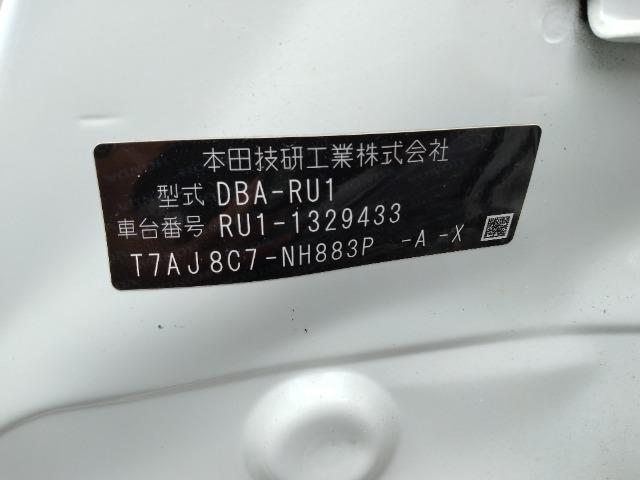 本田技研工業株式会社
型式 DBA-RU1
車台番号 RU1-1329433
T7AJ8C7-NH883P -A -X